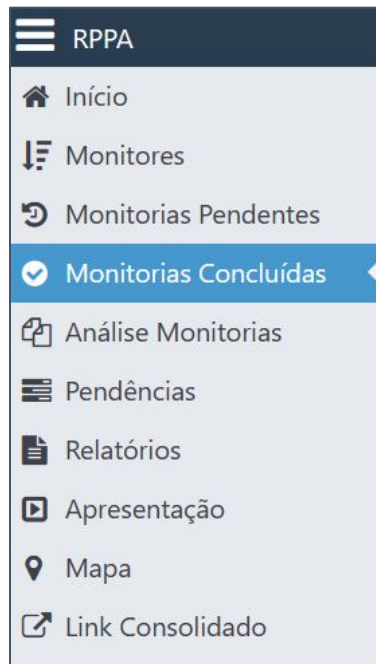 RPPA
Início
Monitores
Monitorias Pendentes
Monitorias Concluídas
Análise Monitorias
Pendências
Relatórios
Apresentação
Mapa
Link Consolidado